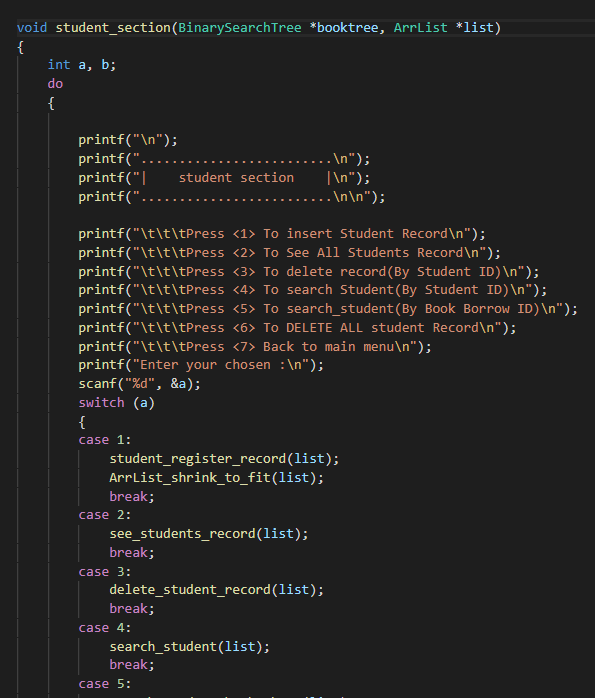 void student_section(BinarySearchTree *booktree, ArrList *list)
{
    int a, b;
    do
    {

        printf("\n");
        printf(".........................\n");
        printf("|    student section    |\n");
        printf(".........................\n\n");

        printf("\t\t\tPress <1> To insert Student Record\n");
        printf("\t\t\tPress <2> To See All Students Record\n");
        printf("\t\t\tPress <3> To delete record(By Student ID)\n");
        printf("\t\t\tPress <4> To search Student(By Student ID)\n");
        printf("\t\t\tPress <5> To search_student(By Book Borrow ID)\n");
        printf("\t\t\tPress <6> To DELETE ALL student Record\n");
        printf("\t\t\tPress <7> Back to main menu\n");
        printf("Enter your chosen :\n");
        scanf("%d", &a);
        switch (a)
        {
        case 1:
            student_register_record(list);
            ArrList_shrink_to_fit(list);
            break;
        case 2:
            see_students_record(list);
            break;
        case 3:
            delete_student_record(list);
            break;
        case 4:
            search_student(list);
            break;
        case 5: